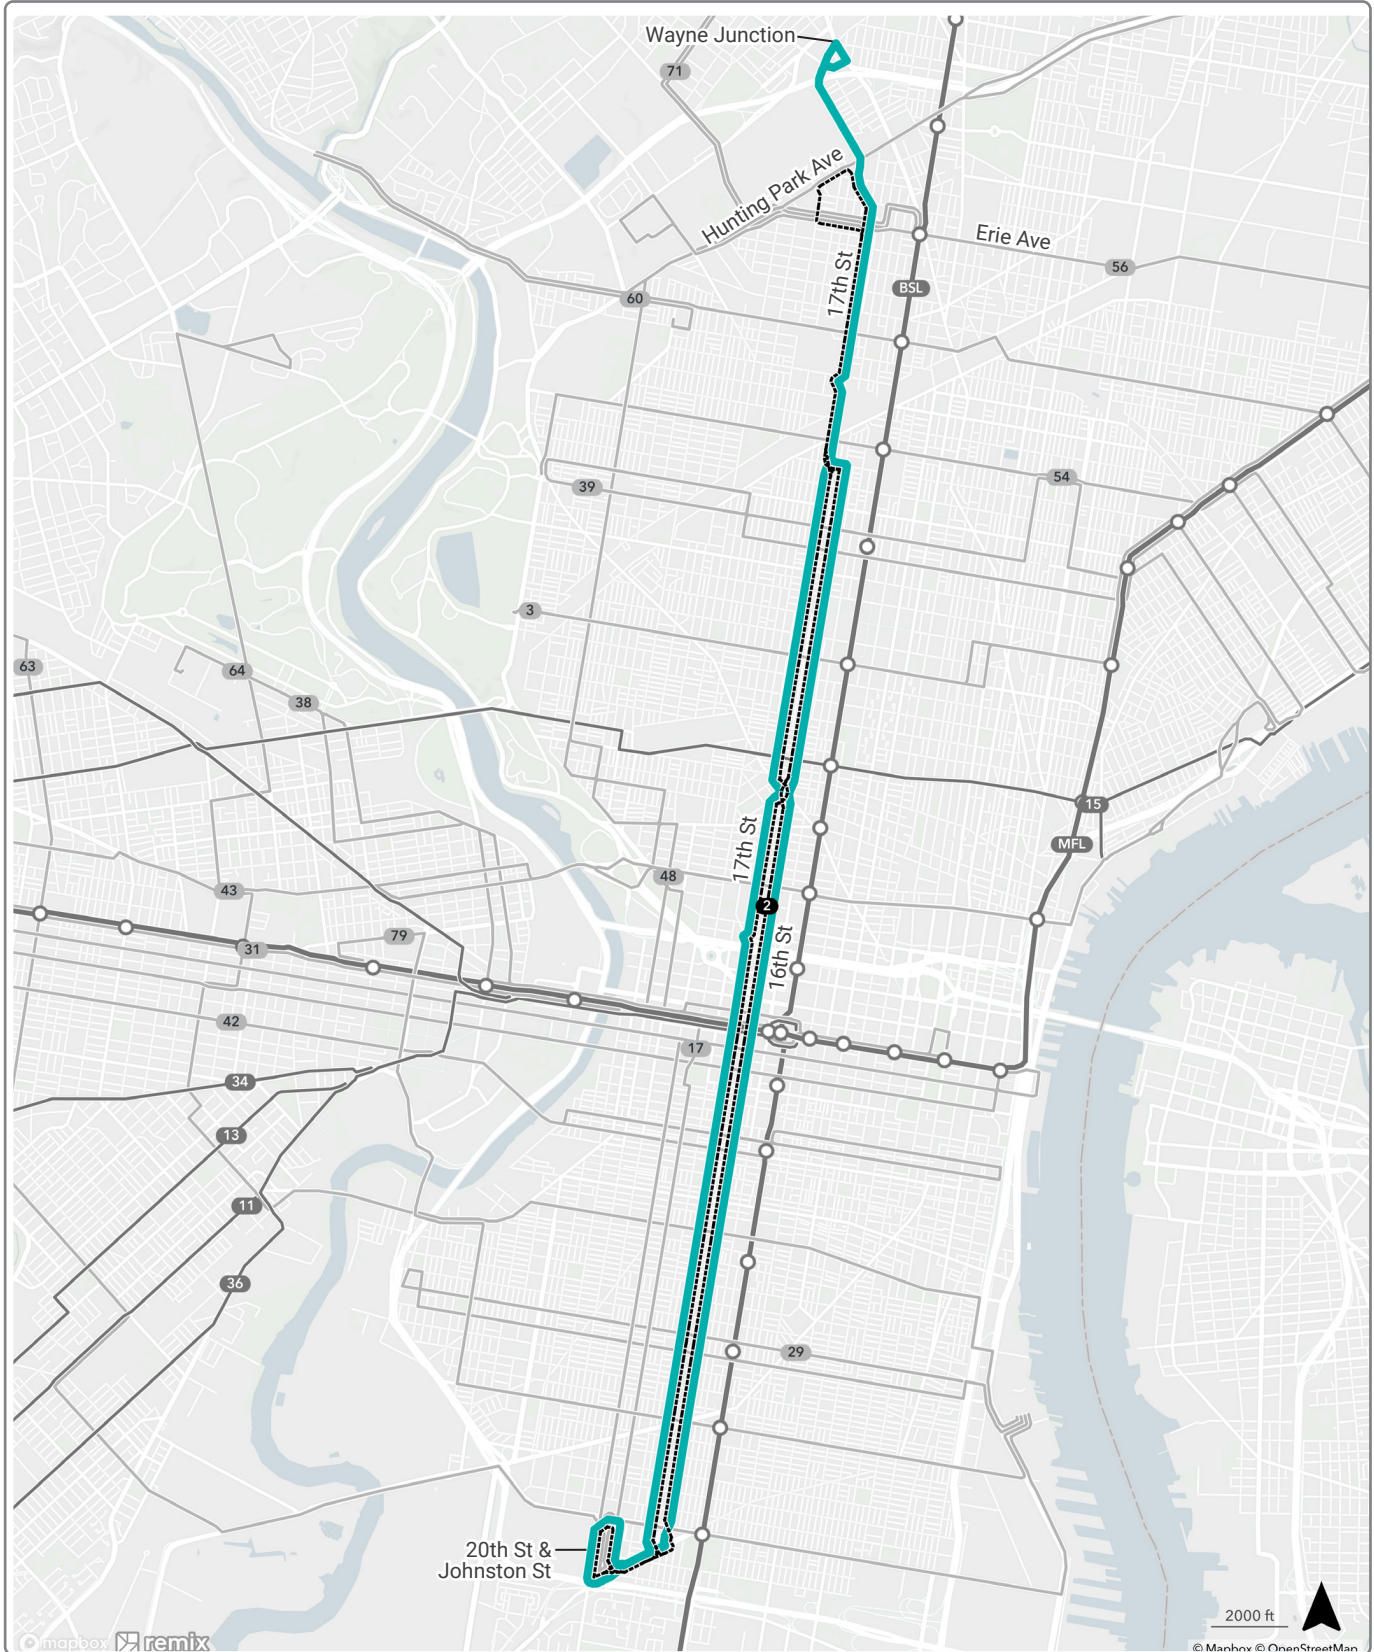 Wayne Junction
71
Hunting Park Ave
Erie Ave
56
17th St
BSL
60
54
39
3
63
64
38
15
MFL
17th St
48
43
2
79
31
16th St
42
17
34
13
11
36
29
20th St &
Johnston St
2000 ft
mapbox remix
© Mapbox © OpenStreetMap